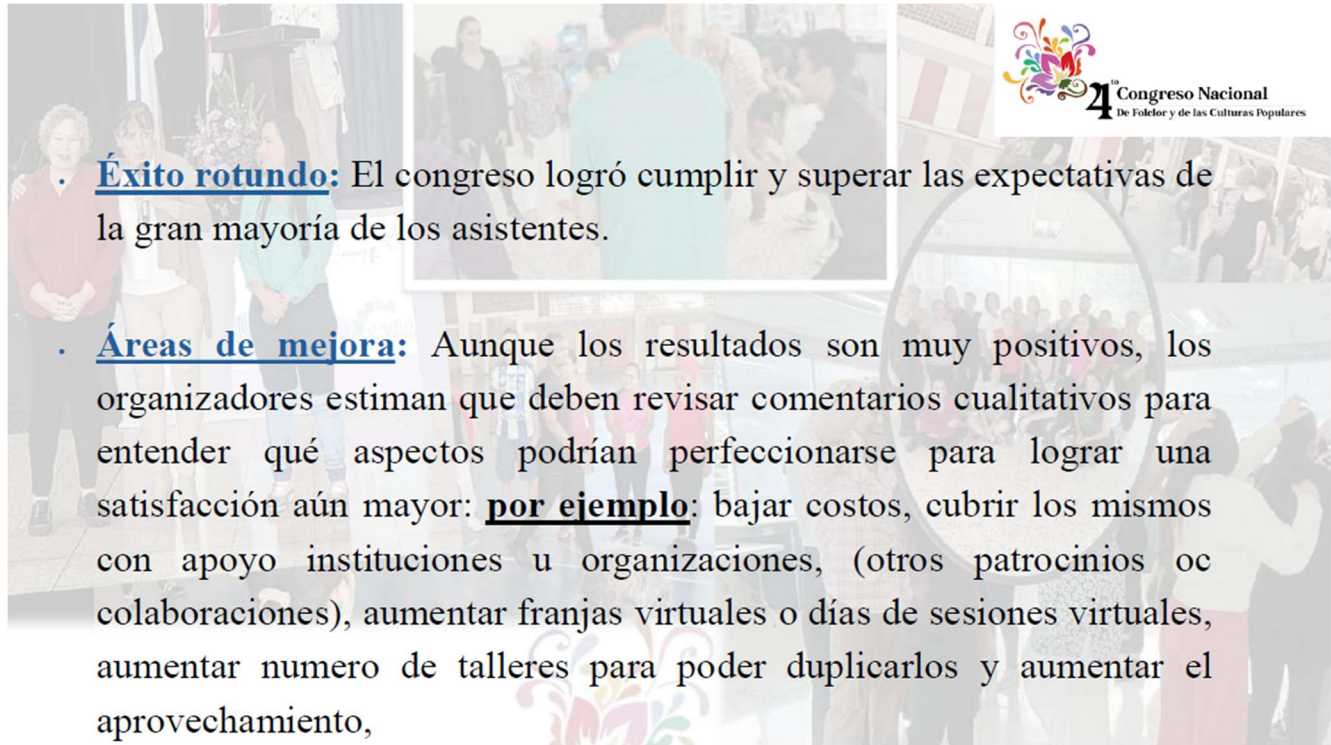 to
4 Congreso Nacional
De Folclor y de las Culturas Populares
. Éxito rotundo: El congreso logró cumplir y superar las expectativas de
la gran mayoría de los asistentes.
. Áreas de mejora: Aunque los resultados son muy positivos, los
organizadores estiman que deben revisar comentarios cualitativos para
entender qué aspectos podrían perfeccionarse para lograr una
satisfacción aún mayor: por ejemplo: bajar costos, cubrir los mismos
con apoyo instituciones u organizaciones, (otros patrocinios oc
colaboraciones), aumentar franjas virtuales o días de sesiones virtuales,
aumentar numero de talleres para poder duplicarlos y aumentar el
aprovechamiento,